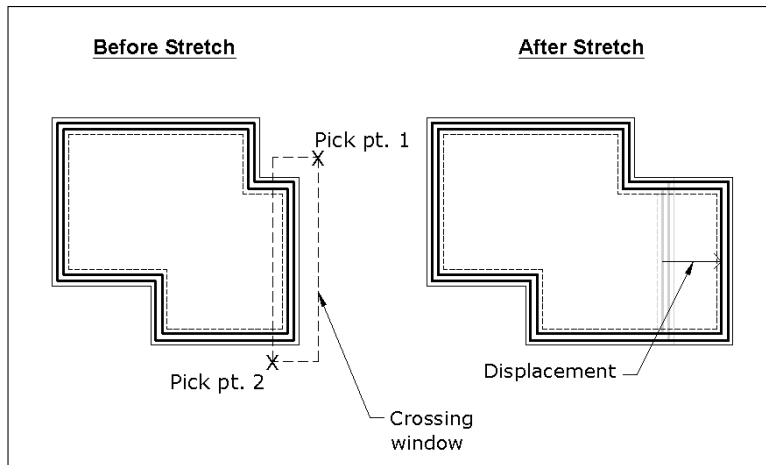 Before Stretch
After Stretch
Pick pt. 1
Pick pt. 2
Displacement
Crossing
window